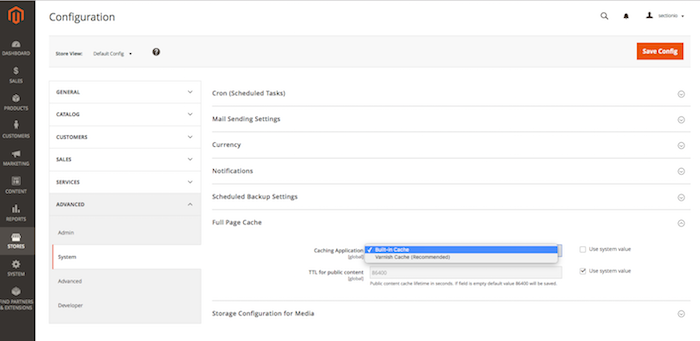 Configuration
sectionio
Store View: Default Config
?
Save Config
DASHBOARD
SALES
PRODUCTS
CUSTOMERS
MARKETING
CONTENT
REPORTS
STORES
SYSTEM
FIND PARTNERS
& EXTENSIONS
GENERAL
CATALOG
CUSTOMERS
SALES
SERVICES
ADVANCED
Admin
System
Advanced
Developer
Cron (Scheduled Tasks)
Mail Sending Settings
Currency
Notifications
Scheduled Backup Settings
Full Page Cache
Caching Application
[global]
✓ Built-in Cache
Varnish Cache (Recommended)
Use system value
TTL for public content
[global]
86400
Use system value
Public content cache lifetime in seconds. If field is empty default value 86400 will be saved.
Storage Configuration for Media